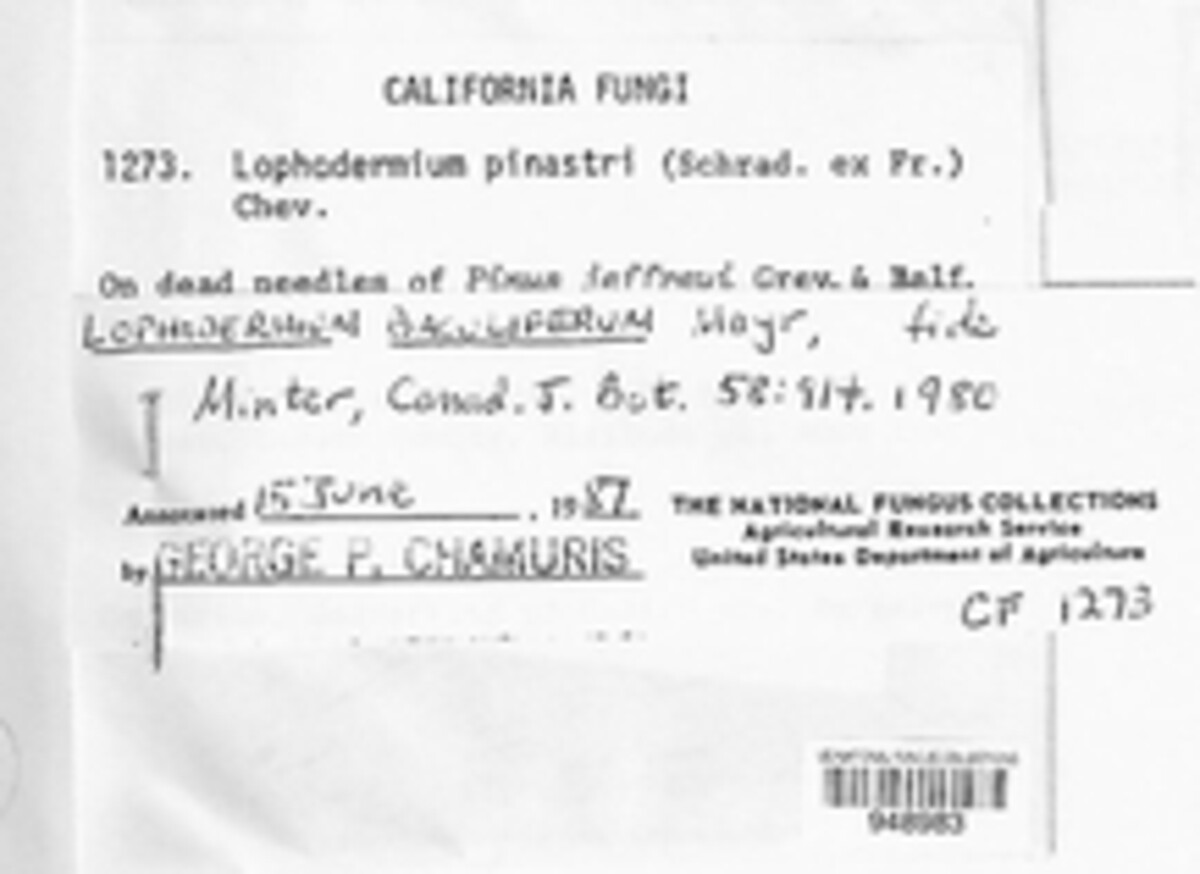 CALIFORNIA FUNGI
1273. Lophodermium pinastri (Schrad. ex Fr.)
Chev.
On dead needles of Pinus jeffreyi Grev. & Balf.
LOPHODERMIUM BACULIFERUM Mayr, fide
Minter, Canad. J. Bot. 58: 1980
Annotated 15 June, 1987
by GEORGE P. CHAMURIS
THE NATIONAL FUNGUS COLLECTIONS
Agricultural Research Service
United States Department of Agriculture
CF 1273
948983